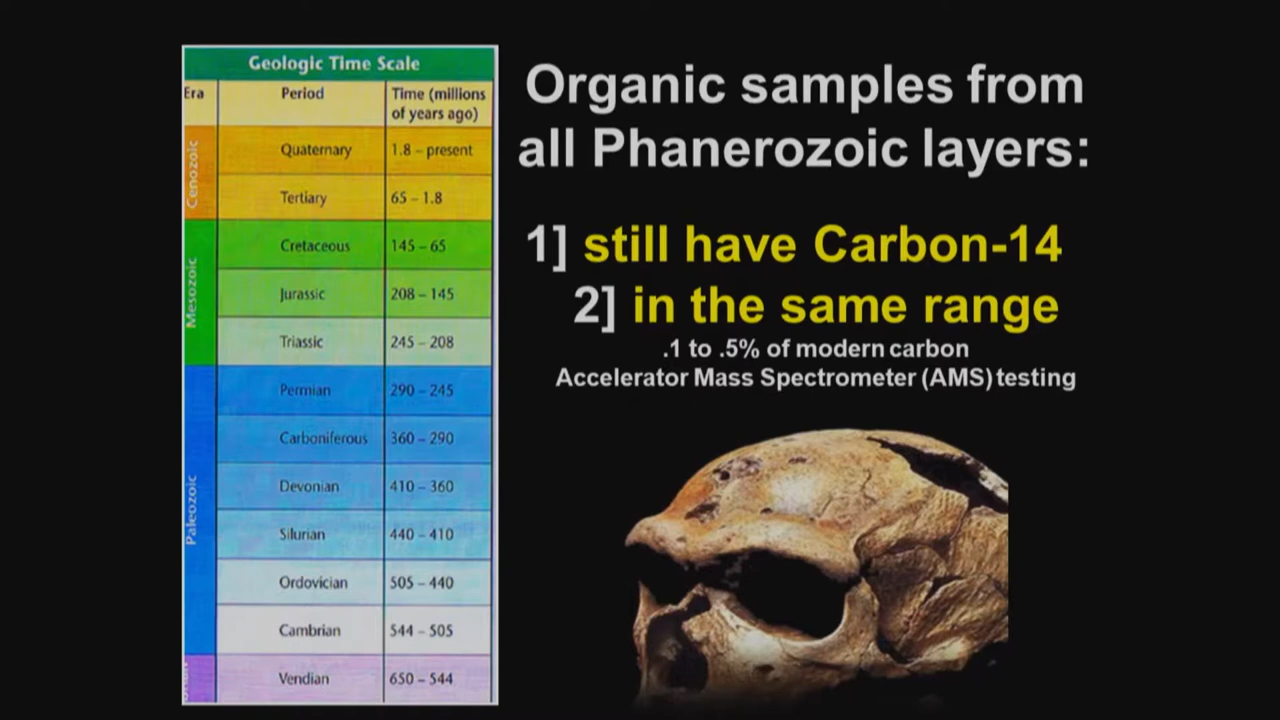 Geologic Time Scale
Era Period Time (millions of years ago)
Cenozoic
Quaternary 1.8 – present
Tertiary 65 – 1.8
Mesozoic
Cretaceous 145 – 65
Jurassic 208 – 145
Triassic 245 – 208
Paleozoic
Permian 290 – 245
Carboniferous 360 – 290
Devonian 410 – 360
Silurian 440 – 410
Ordovician 505 – 440
Cambrian 544 – 505
Vendian 650 – 544
Organic samples from
all Phanerozoic layers:
1] still have Carbon-14
2] in the same range
.1 to .5% of modern carbon
Accelerator Mass Spectrometer (AMS) testing